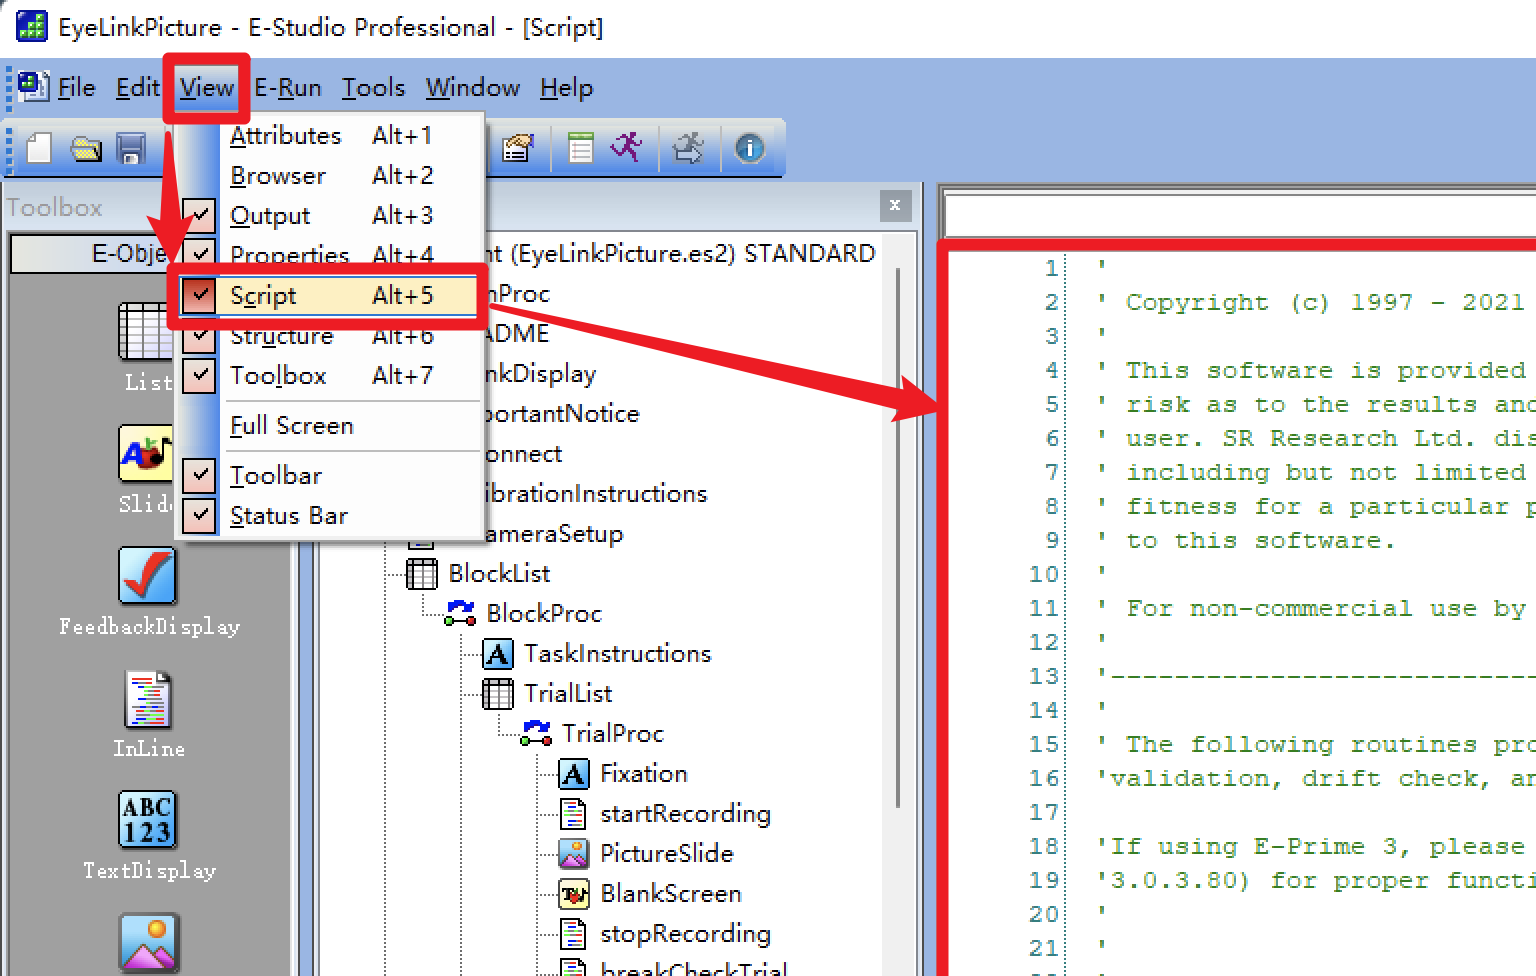 EyeLinkPicture - E-Studio Professional - [Script]
File Edit View E-Run Tools Window Help
Attributes Alt+1
Browser Alt+2
Output Alt+3
Properties Alt+4
Script Alt+5
Structure Alt+6
Toolbox Alt+7
Full Screen
Toolbar
Status Bar
Toolbox
E-Obje
List
Slide
FeedbackDisplay
InLine
ABC
123
TextDisplay
nt (EyeLinkPicture.es2) STANDARD
nProc
ADME
nkDisplay
portantNotice
onnect
ibrationInstructions
ameraSetup
BlockList
BlockProc
TaskInstructions
TrialList
TrialProc
Fixation
startRecording
PictureSlide
BlankScreen
stopRecording
breakCheckTrial
1 '
2 ' Copyright (c) 1997 - 2021
3 '
4 ' This software is provided
5 ' risk as to the results and
6 ' user. SR Research Ltd. dis
7 ' including but not limited
8 ' fitness for a particular p
9 ' to this software.
10 '
11 ' For non-commercial use by
12 '
13 '---------------------------
14 '
15 ' The following routines pro
16 'validation, drift check, an
17
18 'If using E-Prime 3, please
19 '3.0.3.80) for proper functi
20 '
21 '